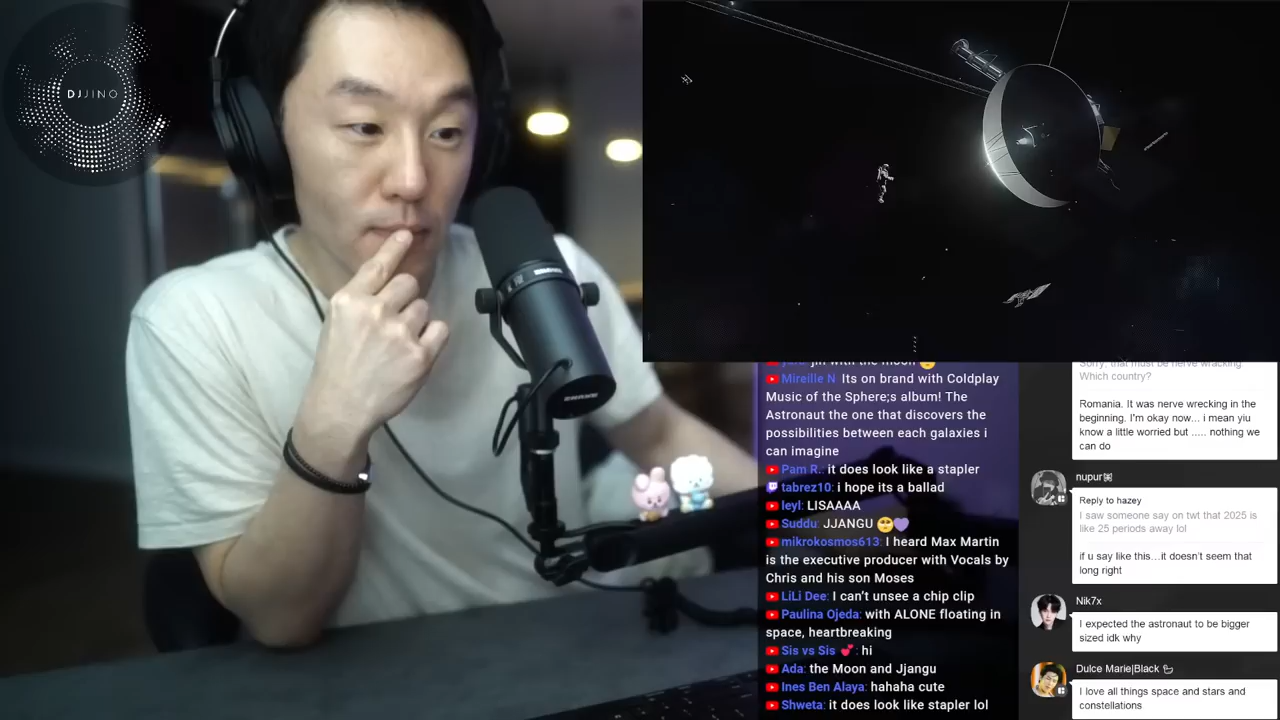 DJJINO
SHURE
yard: jin with the moon
Mireille N Its on brand with Coldplay
Music of the Sphere;s album! The
Astronaut the one that discovers the
possibilities between each galaxies i
can imagine
Pam R.: it does look like a stapler
tabrez10: i hope its a ballad
leyl: LISAAAA
Suddu: JJANGU 🥺💜
mikrokosmos613: I heard Max Martin
is the executive producer with Vocals by
Chris and his son Moses
LiLi Dee: I can't unsee a chip clip
Paulina Ojeda: with ALONE floating in
space, heartbreaking
Sis vs Sis 💕: hi
Ada: the Moon and Jjangu
Ines Ben Alaya: hahaha cute
Shweta: it does look like stapler lol
Sorry, that must be nerve wracking.
Which country?
Romania. It was nerve wrecking in the
beginning. I'm okay now... i mean yiu
know a little worried but ..... nothing we
can do
nupur
Reply to hazey
I saw someone say on twt that 2025 is
like 25 periods away lol
if u say like this...it doesn't seem that
long right
Nik7x
I expected the astronaut to be bigger
sized idk why
Dulce Marie|Black
I love all things space and stars and
constellations